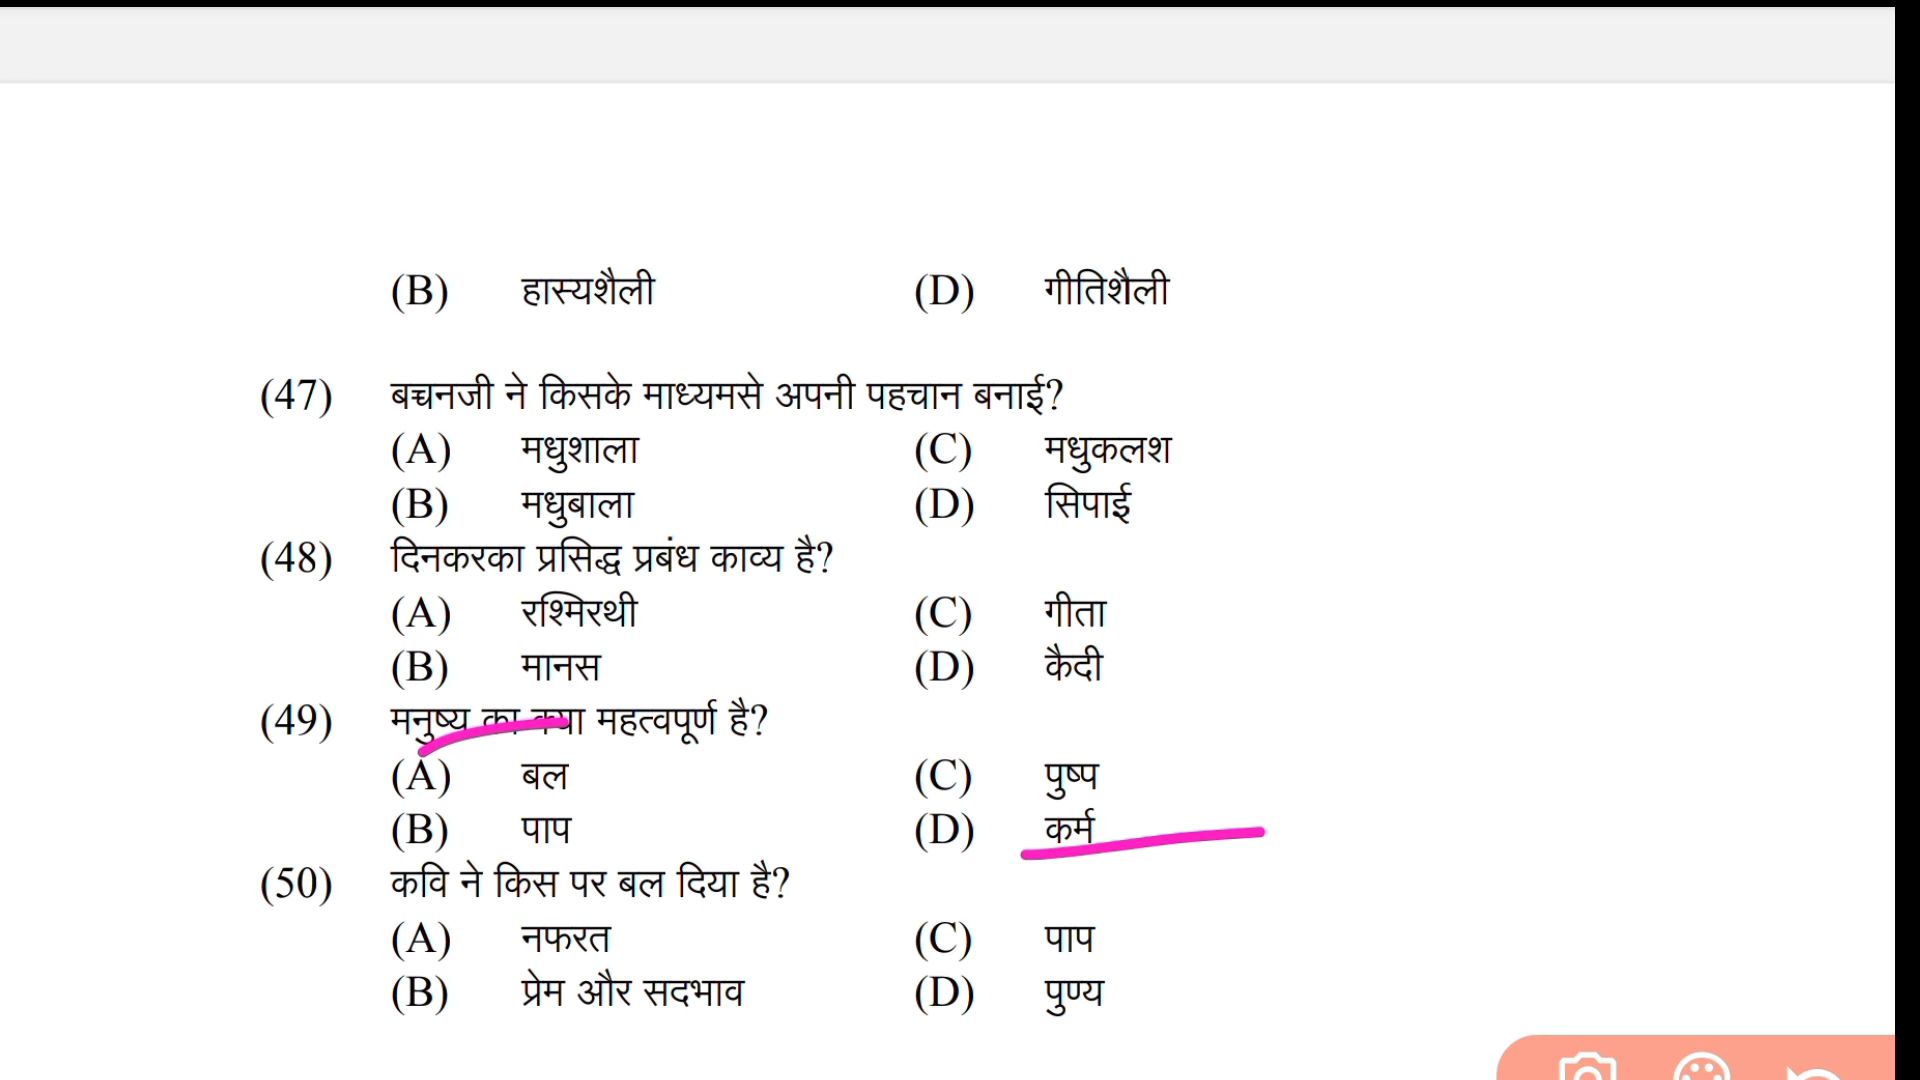 (B) हास्यशैली (D) गीतिशैली
(47) बच्चनजी ने किसके माध्यमसे अपनी पहचान बनाई?
(A) मधुशाला (C) मधुकलश
(B) मधुबाला (D) सिपाई
(48) दिनकरका प्रसिद्ध प्रबंध काव्य है?
(A) रश्मिरथी (C) गीता
(B) मानस (D) कैदी
(49) मनुष्य का क्या महत्वपूर्ण है?
(A) बल (C) पुष्प
(B) पाप (D) कर्म
(50) कवि ने किस पर बल दिया है?
(A) नफरत (C) पाप
(B) प्रेम और सदभाव (D) पुण्य